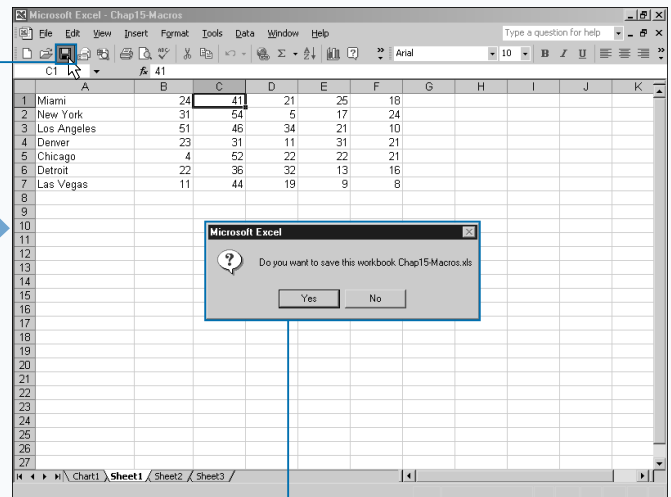 Microsoft Excel - Chap15-Macros
File Edit View Insert Format Tools Data Window Help Type a question for help
Arial 10 B I U
C1 fx 41
A B C D E F G H I J K
1 Miami 24 41 21 25 18
2 New York 31 54 5 17 24
3 Los Angeles 51 46 34 21 10
4 Denver 23 31 11 31 21
5 Chicago 4 52 22 22 21
6 Detroit 22 36 32 13 16
7 Las Vegas 11 44 19 9 8
8
9
10
11
12
13
14
15
16
17
18
19
20
21
22
23
24
25
26
27
Microsoft Excel
Do you want to save this workbook Chap15-Macros.xls
Yes No
Chart1 Sheet1 Sheet2 Sheet3